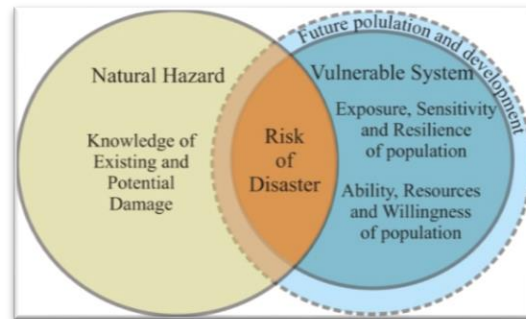 Future polulation and development
Natural Hazard
Knowledge of
Existing and
Potential
Damage
Risk
of
Disaster
Vulnerable System
Exposure, Sensitivity
and Resilience
of population
Ability, Resources
and Willingness
of population